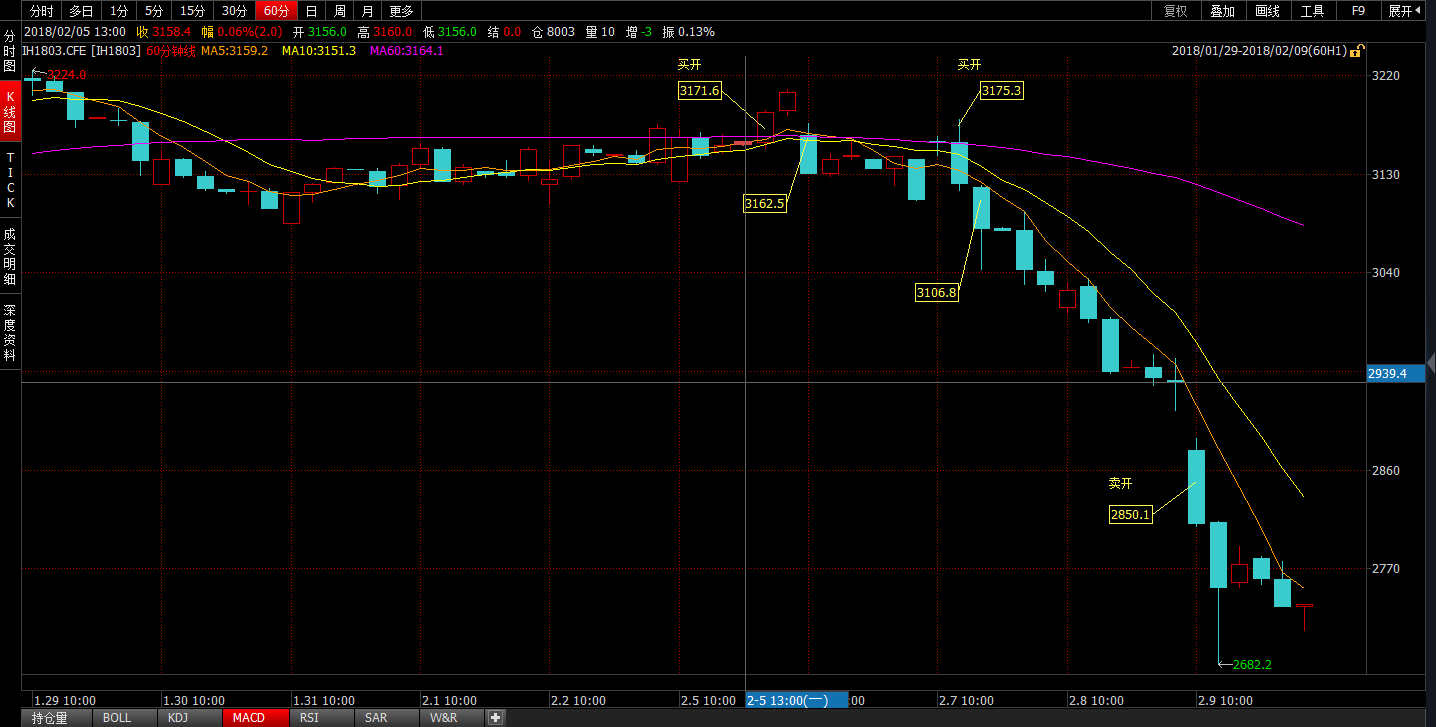 分时 多日 1分 5分 15分 30分 60分 日 周 月 更多 复权 叠加 画线 工具 F9 展开
2018/02/05 13:00 收 3158.4 幅 0.06%(2.0) 开 3156.0 高 3160.0 低 3156.0 结 0.0 仓 8003 量 10 增 -3 振 0.13%
IH1803.CFE [IH1803] 60分钟线 MA5:3159.2 MA10:3151.3 MA60:3164.1 2018/01/29-2018/02/09(60H1)
分时图
K线图
TICK
成交明细
深度资料
买开 买开
3224.0 3220
3171.6 3175.3
3130
3162.5
3040
3106.8
2939.4
2860
卖开
2850.1
2770
2682.2
1.29 10:00 1.30 10:00 1.31 10:00 2.1 10:00 2.2 10:00 2.5 10:00 2-5 13:00(一) :00 2.7 10:00 2.8 10:00 2.9 10:00
持仓量 BOLL KDJ MACD RSI SAR W&R